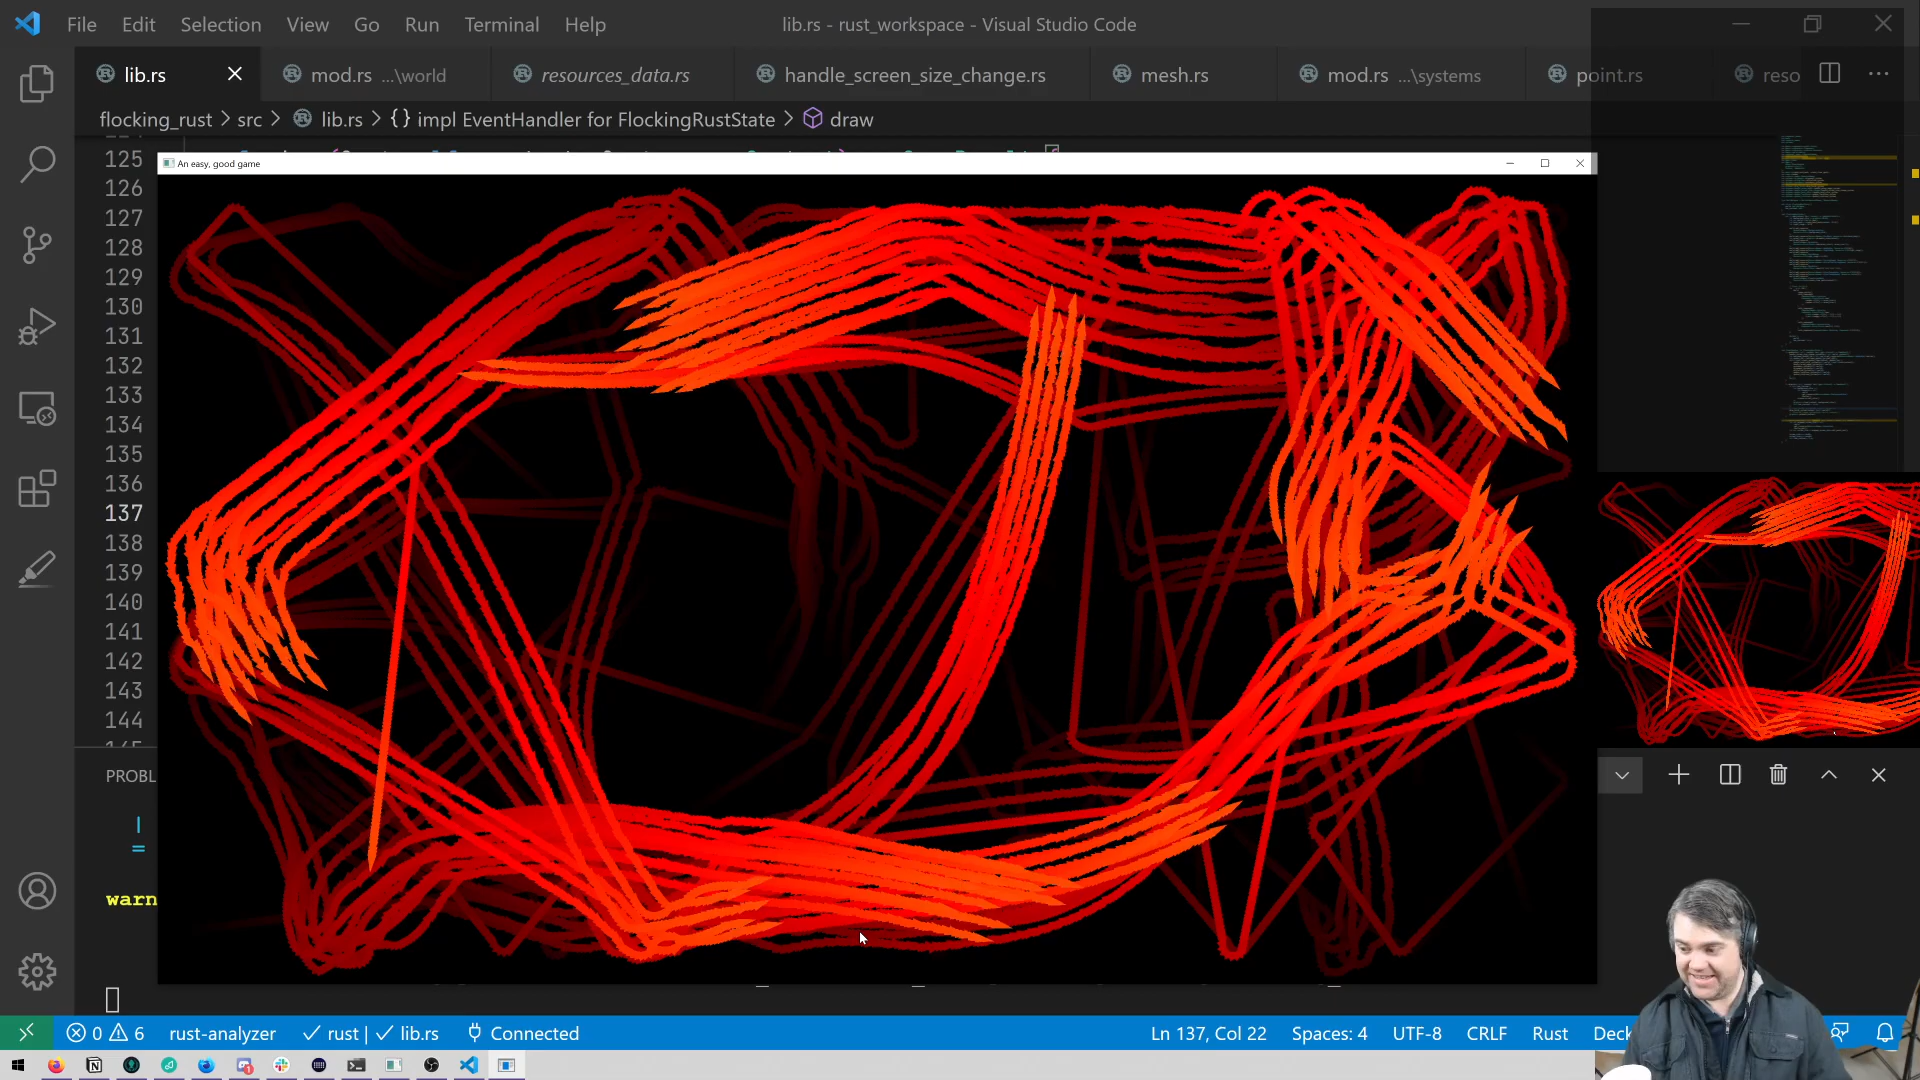 File Edit Selection View Go Run Terminal Help
lib.rs - rust_workspace - Visual Studio Code
lib.rs
mod.rs ...\world
resources_data.rs
handle_screen_size_change.rs
mesh.rs
mod.rs ...\systems
point.rs
reso
flocking_rust > src > lib.rs > {} impl EventHandler for FlockingRustState > draw
125
An easy, good game
126
127
128
129
130
131
132
133
134
135
136
137
138
139
140
141
142
143
144
PROBL
|
=
warn
0 6 rust-analyzer rust | lib.rs Connected
Ln 137, Col 22 Spaces: 4 UTF-8 CRLF Rust Deck